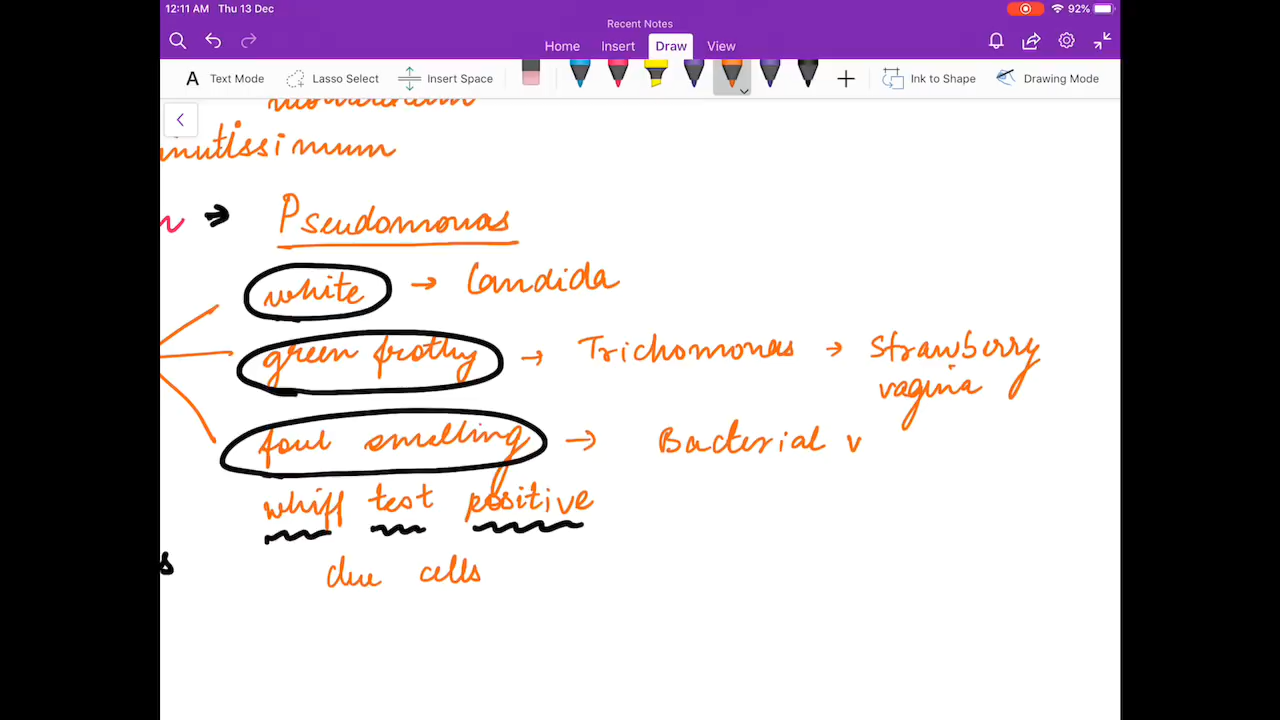 12:11 AM Thu 13 Dec
92%
Recent Notes
Home Insert Draw View
Text Mode Lasso Select Insert Space Ink to Shape Drawing Mode
mutissimum
→ Pseudomonas
white → Candida
green frothy → Trichomonas → Strawberry
vagina
foul smelling → Bacterial v
whiff test positive
clue cells